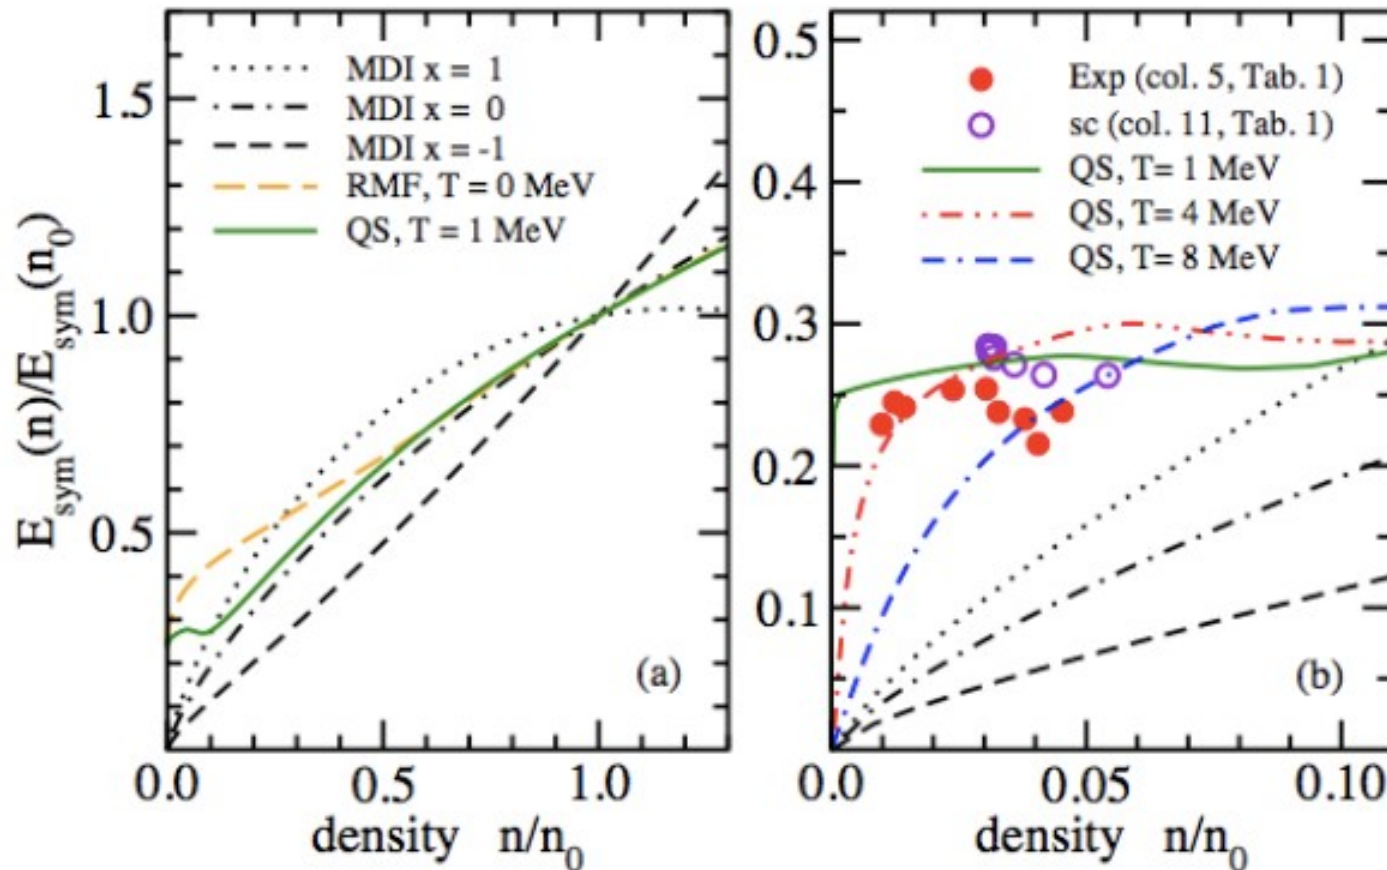 MDI x = 1
MDI x = 0
MDI x = -1
RMF, T = 0 MeV
QS, T = 1 MeV
1.5
1.0
0.5
E_sym(n)/E_sym(n_0)
(a)
0.0 0.5 1.0
density n/n_0
Exp (col. 5, Tab. 1)
sc (col. 11, Tab. 1)
QS, T= 1 MeV
QS, T= 4 MeV
QS, T= 8 MeV
0.5
0.4
0.3
0.2
0.1
(b)
0.0 0.05 0.10
density n/n_0